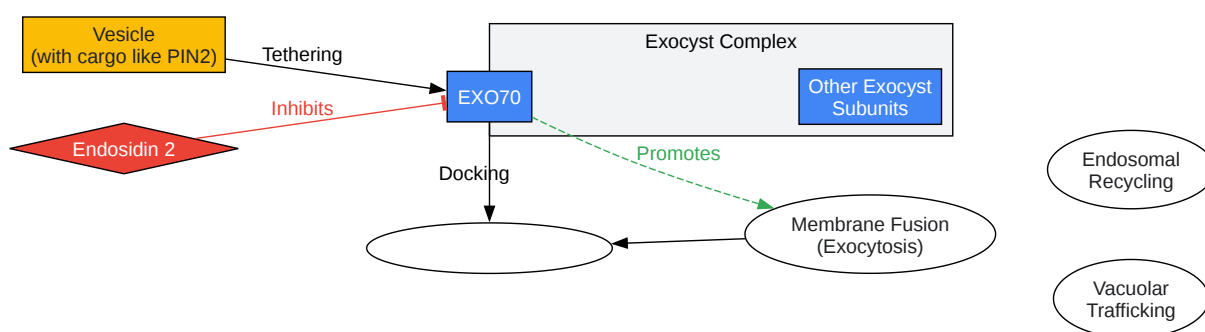 Vesicle
(with cargo like PIN2)
Tethering
Exocyst Complex
EXO70
Other Exocyst
Subunits
Inhibits
Endosidin 2
Promotes
Docking
Endosomal
Recycling
Membrane Fusion
(Exocytosis)
Vacuolar
Trafficking